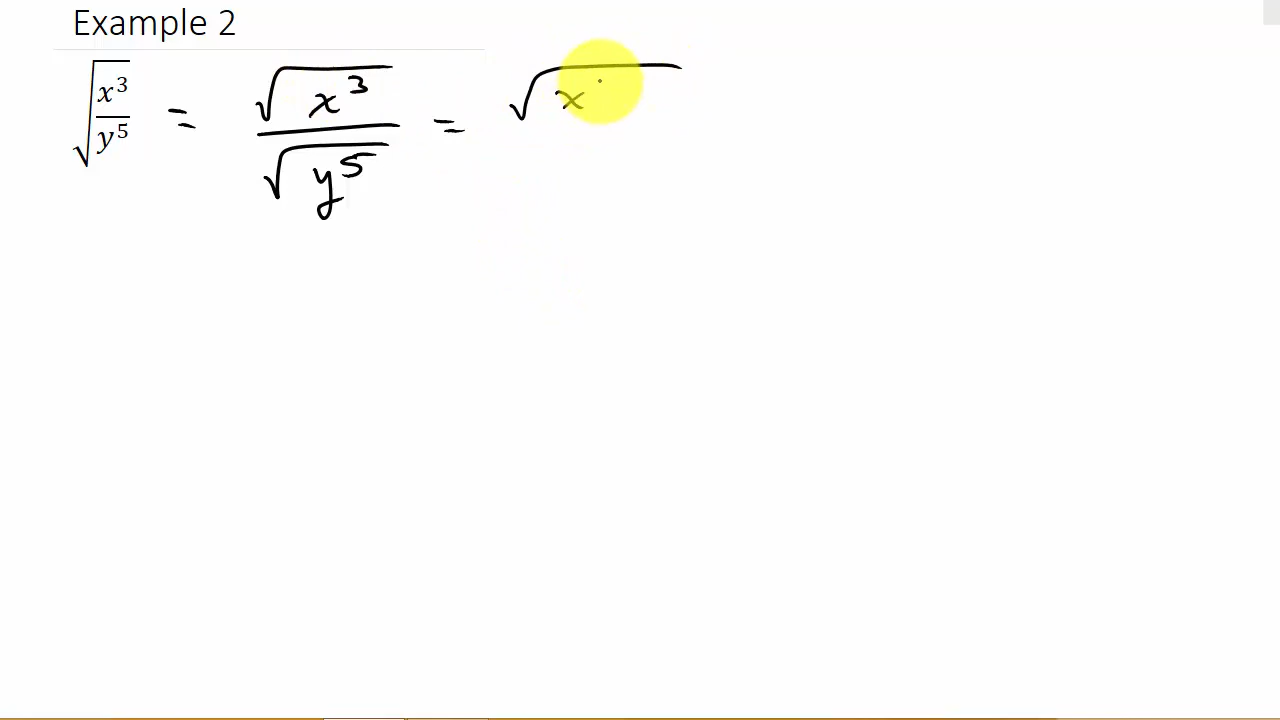 Example 2
√(x³/y⁵) = √(x³)/√(y⁵) = √(x